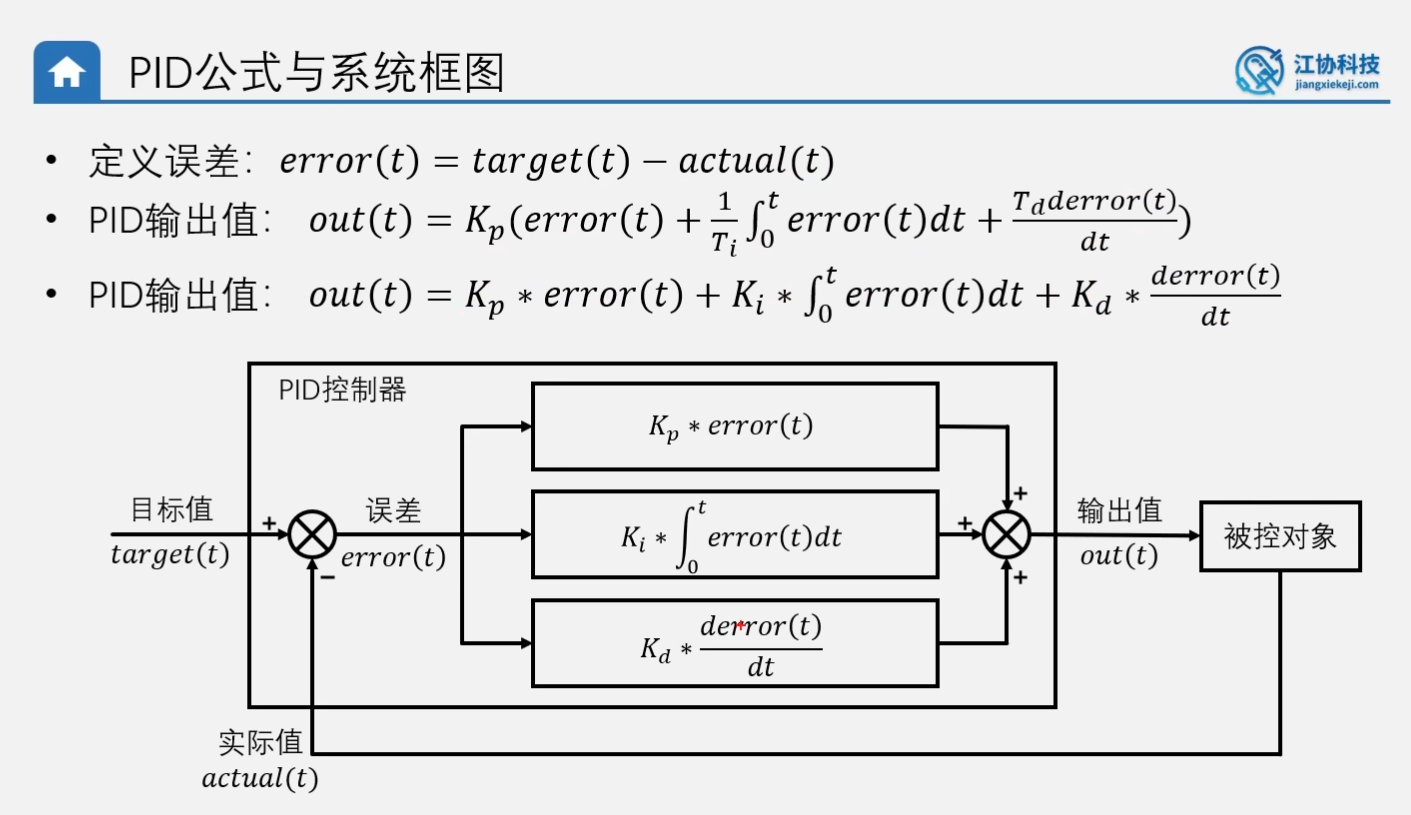 PID公式与系统框图
江协科技
jiangxiekeji.com
• 定义误差： error(t) = target(t) − actual(t)
• PID输出值： out(t) = K_p(error(t) + \frac{1}{T_i} \int_0^t error(t)dt + \frac{T_d derror(t)}{dt})
• PID输出值： out(t) = K_p * error(t) + K_i * \int_0^t error(t)dt + K_d * \frac{derror(t)}{dt}
PID控制器
K_p * error(t)
目标值
target(t)
+
−
误差
error(t)
K_i * \int_0^t error(t)dt
+
+
+
输出值
out(t)
被控对象
K_d * \frac{derror(t)}{dt}
实际值
actual(t)